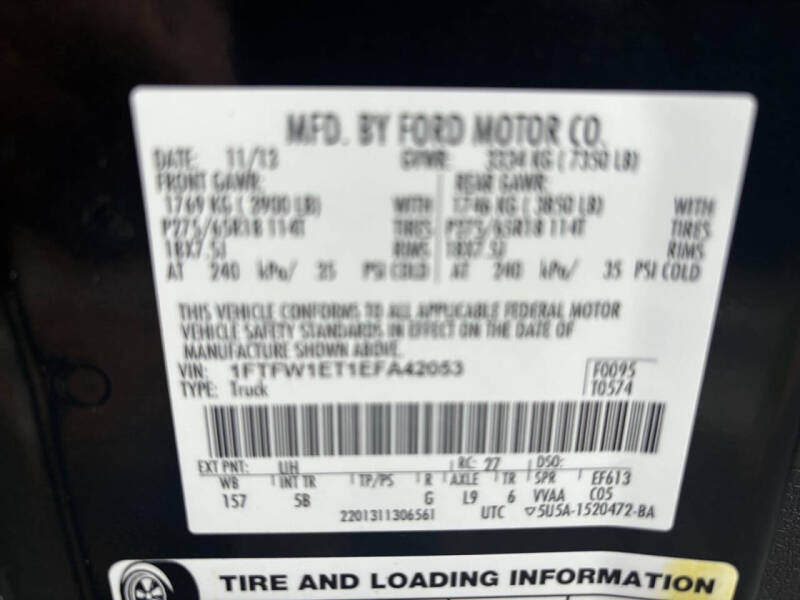 MFD. BY FORD MOTOR CO.
DATE: 11/13 GVWR: 3334 KG ( 7350 LB)
FRONT GAWR: REAR GAWR:
1769 KG ( 3900 LB) WITH 1746 KG ( 3850 LB) WITH
P275/65R18 114T TIRES P275/65R18 114T TIRES
18X7.5J RIMS 18X7.5J RIMS
AT 240 kPa/ 35 PSI COLD AT 240 kPa/ 35 PSI COLD
THIS VEHICLE CONFORMS TO ALL APPLICABLE FEDERAL MOTOR
VEHICLE SAFETY STANDARDS IN EFFECT ON THE DATE OF
MANUFACTURE SHOWN ABOVE.
VIN: 1FTFW1ET1EFA42053 F0095
TYPE: Truck T0574
EXT PNT: UH RC: 27 DSO:
WB INT TR TP/PS R AXLE TR SPR EF613
157 5B G L9 6 VVAA C05
2201311306561 UTC ▽5U5A-1520472-BA
TIRE AND LOADING INFORMATION